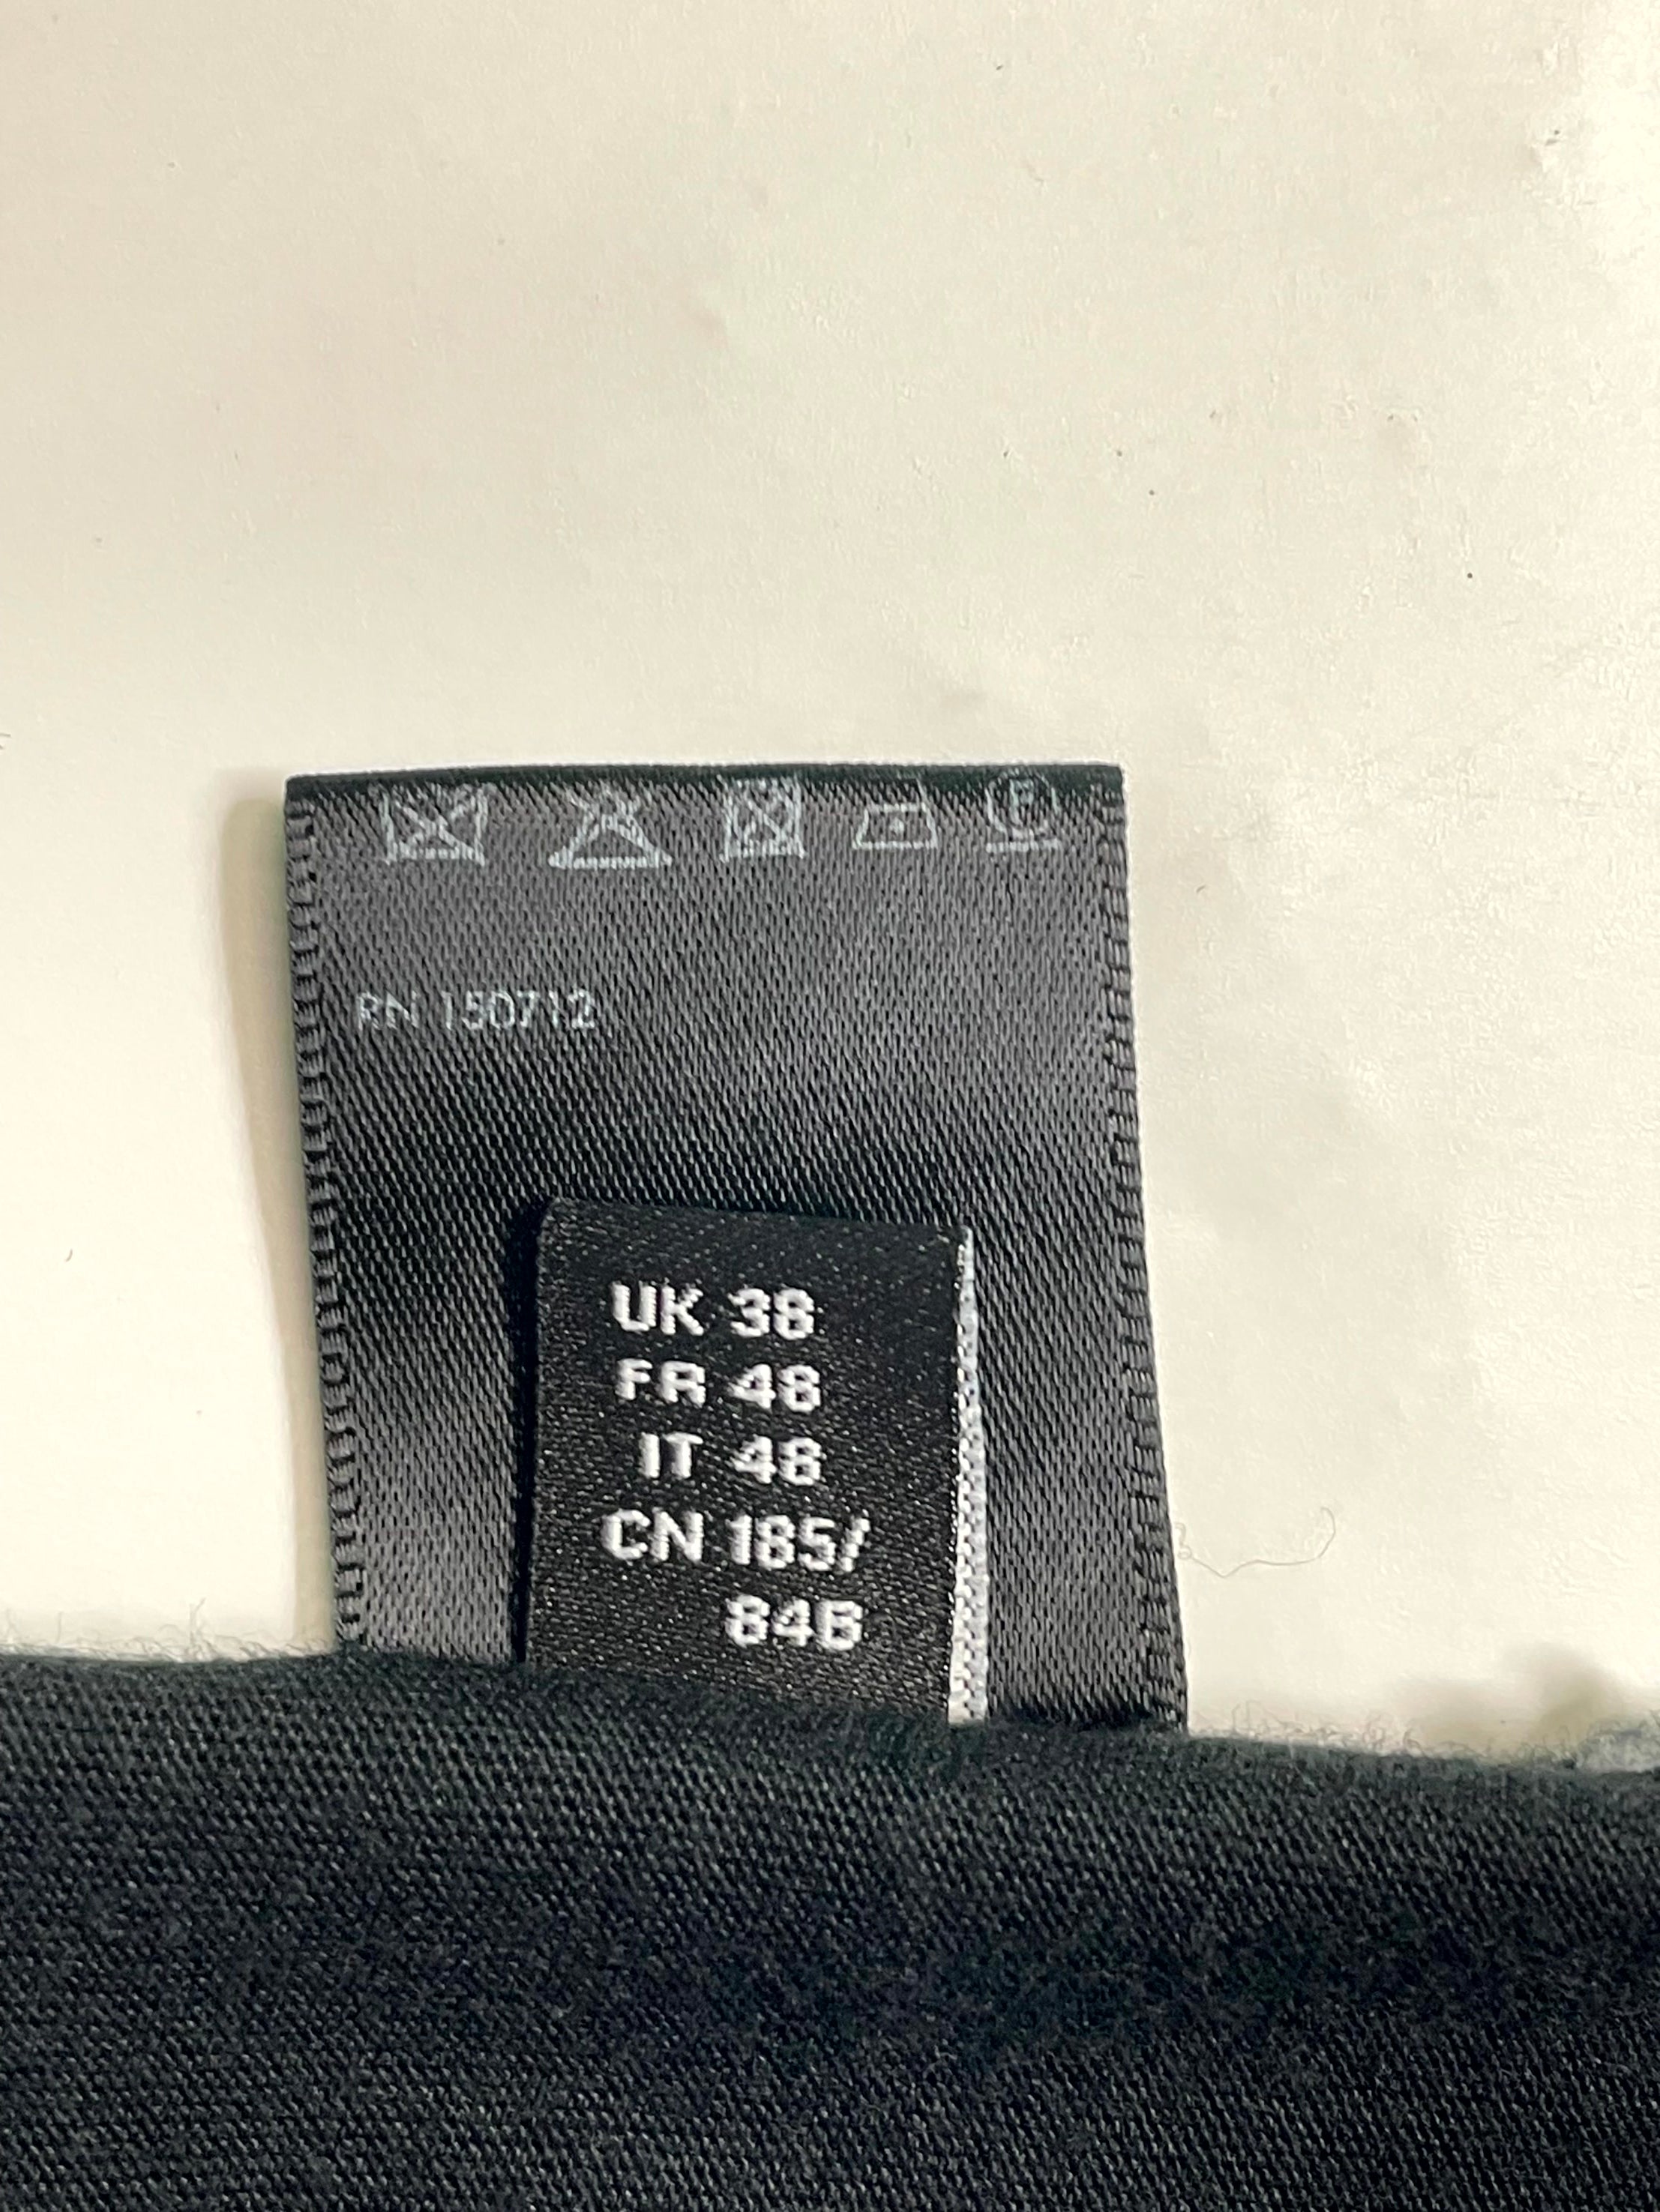 F
RN 150712
UK 38
FR 48
IT 48
CN 185/
84B